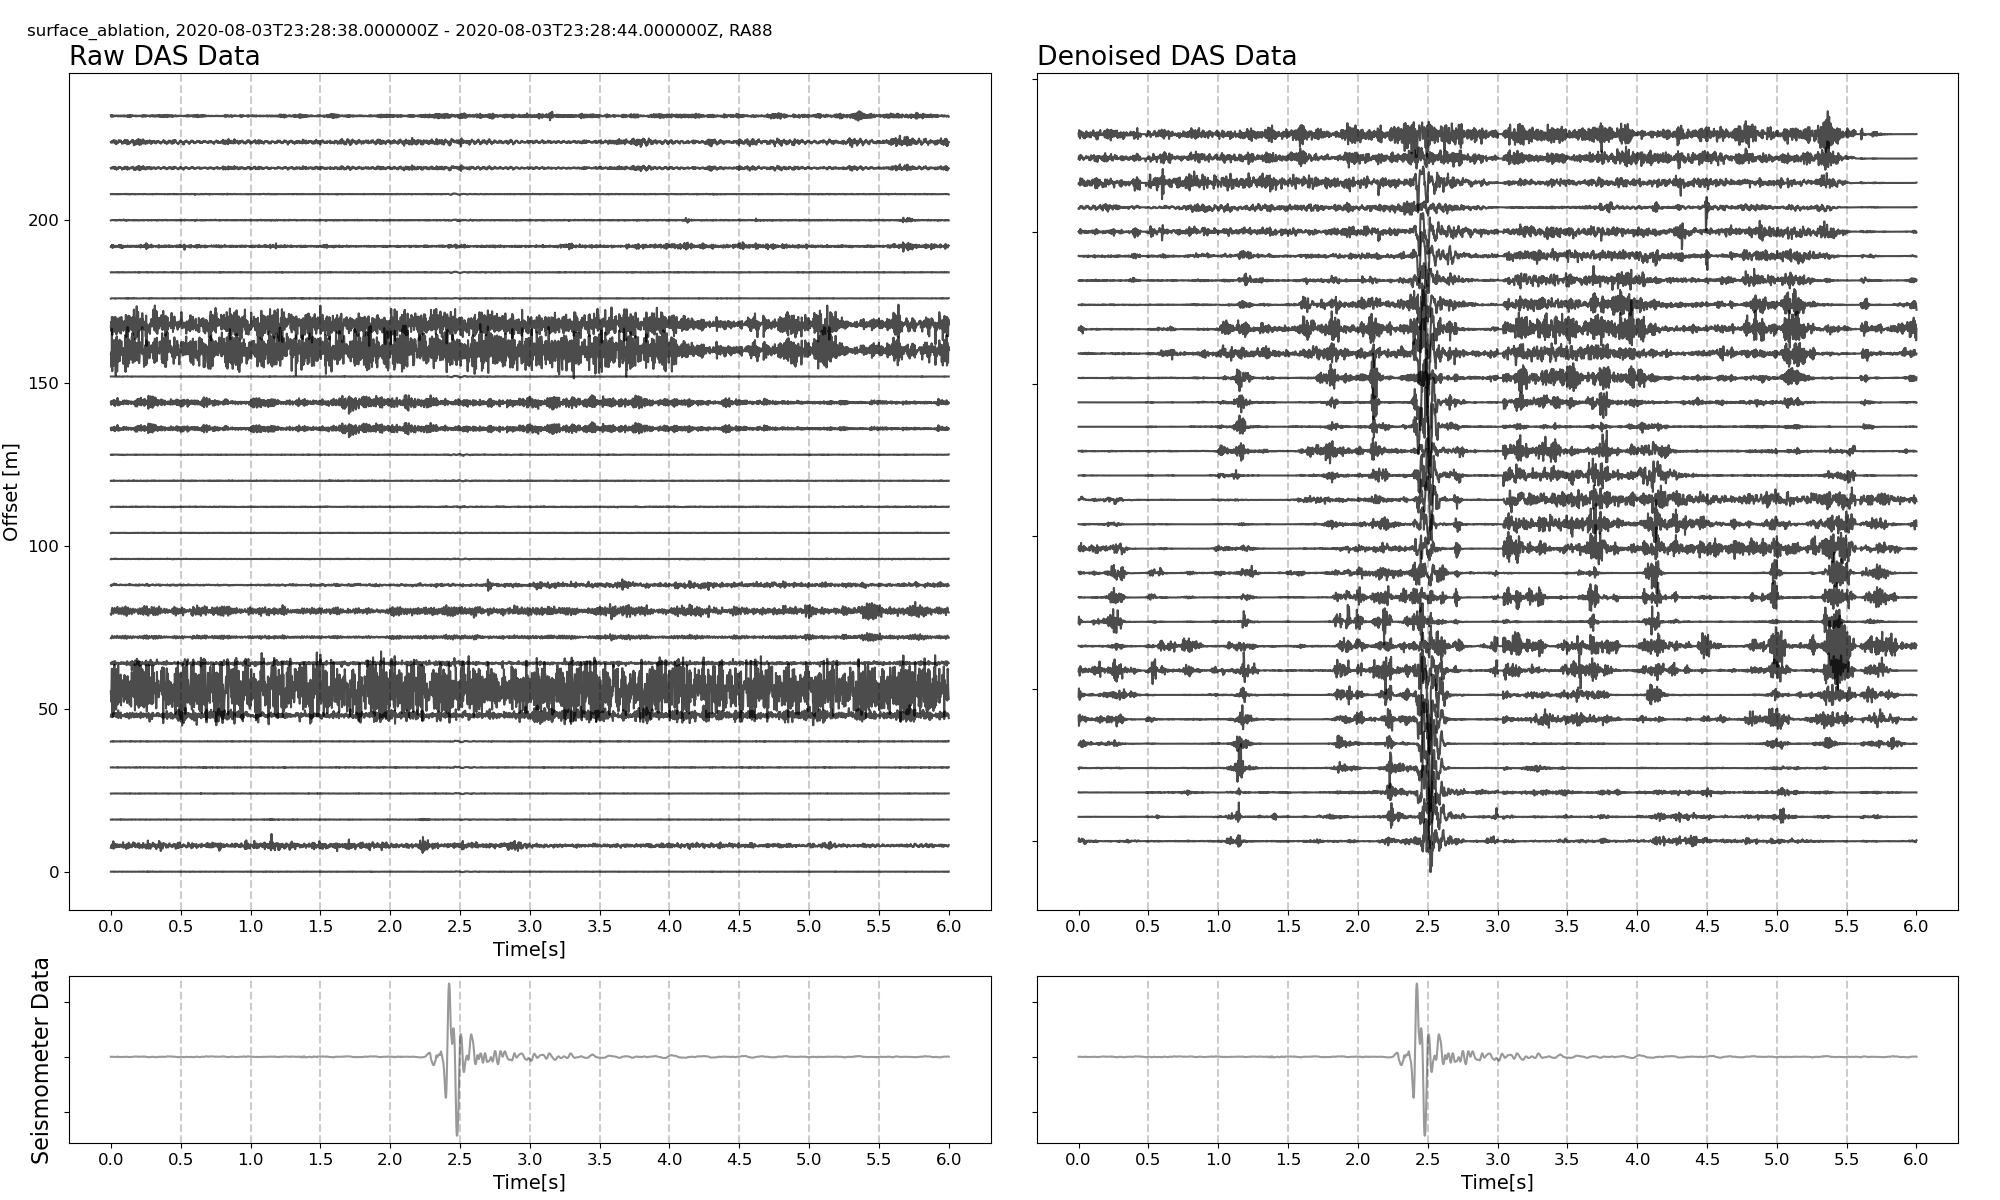 surface_ablation, 2020-08-03T23:28:38.000000Z - 2020-08-03T23:28:44.000000Z, RA88
Raw DAS Data
Denoised DAS Data
Offset [m]
200
150
100
50
0
0.0 0.5 1.0 1.5 2.0 2.5 3.0 3.5 4.0 4.5 5.0 5.5 6.0
Time[s]
0.0 0.5 1.0 1.5 2.0 2.5 3.0 3.5 4.0 4.5 5.0 5.5 6.0
Seismometer Data
0.0 0.5 1.0 1.5 2.0 2.5 3.0 3.5 4.0 4.5 5.0 5.5 6.0
Time[s]
0.0 0.5 1.0 1.5 2.0 2.5 3.0 3.5 4.0 4.5 5.0 5.5 6.0
Time[s]